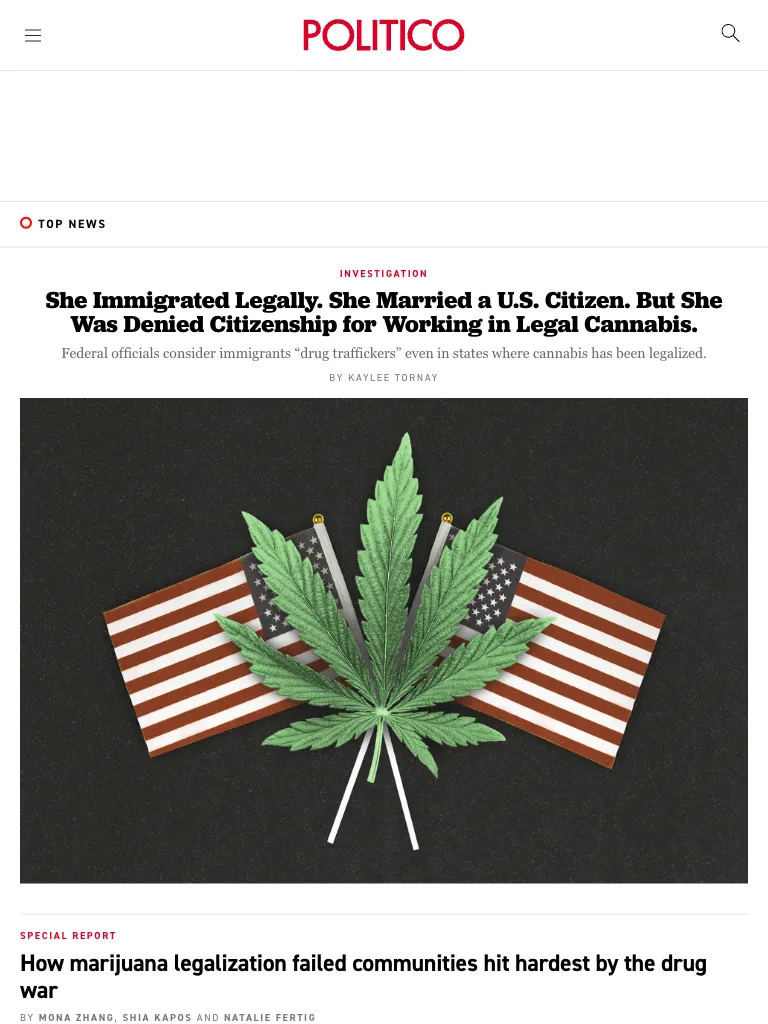 POLITICO
TOP NEWS
INVESTIGATION
She Immigrated Legally. She Married a U.S. Citizen. But She
Was Denied Citizenship for Working in Legal Cannabis.
Federal officials consider immigrants “drug traffickers” even in states where cannabis has been legalized.
BY KAYLEE TORNAY
SPECIAL REPORT
How marijuana legalization failed communities hit hardest by the drug
war
BY MONA ZHANG, SHIA KAPOS AND NATALIE FERTIG